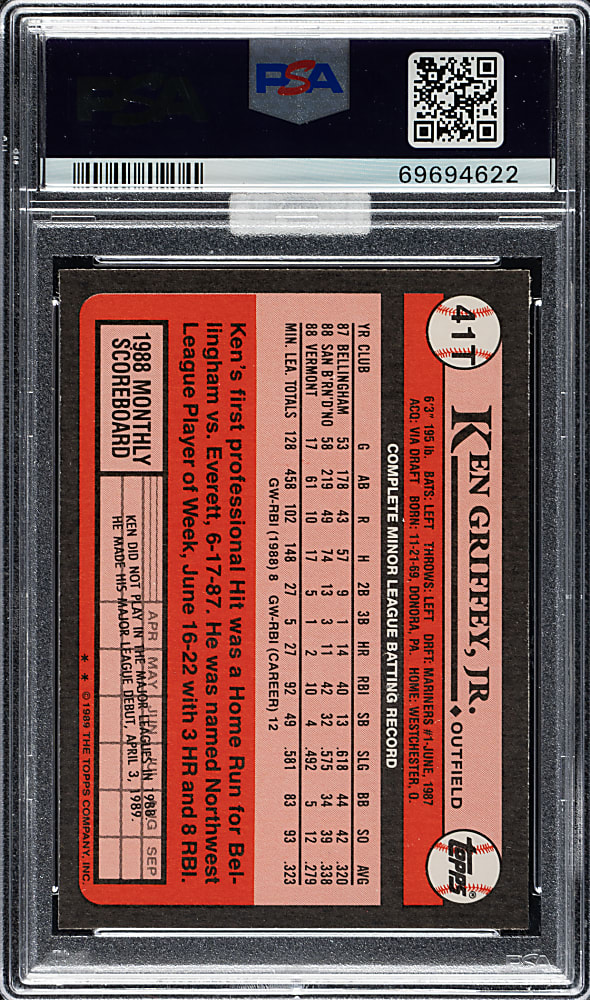 PSA
69694622
41T
KEN GRIFFEY, JR. ◆ OUTFIELD
topps®
6'3" 195 lb. BATS: LEFT THROWS: LEFT DRFT: MARINERS #1-JUNE, 1987
ACQ: VIA DRAFT BORN: 11-21-69, DONORA, PA. HOME: WESTCHESTER, O.
COMPLETE MINOR LEAGUE BATTING RECORD
YR CLUB G AB R H 2B 3B HR RBI SB SLG BB SO AVG
87 BELLINGHAM 53 178 43 57 9 1 14 40 13 .618 44 42 .320
88 SAN B'RN'D'NO 58 219 49 74 13 3 11 42 32 .575 34 39 .338
88 VERMONT 17 61 10 17 5 1 2 10 4 .492 5 12 .279
MIN. LEA. TOTALS 128 458 102 148 27 5 27 92 49 .581 83 93 .323
GW-RBI (1988) 8 GW-RBI (CAREER) 12
Ken's first professional Hit was a Home Run for Bel-
lingham vs. Everett, 6-17-87. He was named Northwest
League Player of Week, June 16-22 with 3 HR and 8 RBI.
1988 MONTHLY
SCOREBOARD
APR MAY JUN JUL AUG SEP
KEN DID NOT PLAY IN THE MAJOR LEAGUES IN 1988.
HE MADE HIS MAJOR LEAGUE DEBUT, APRIL 3, 1989.
* * © 1989 THE TOPPS COMPANY, INC.
PSA